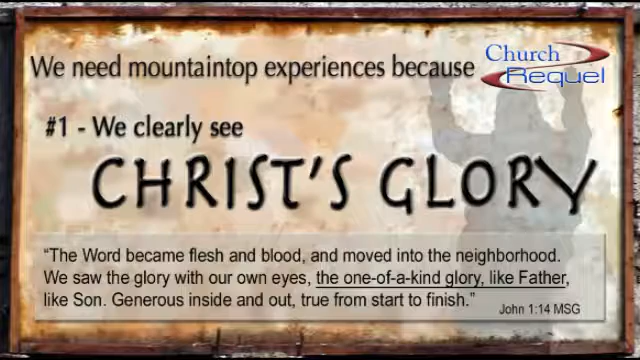 We need mountaintop experiences because
Church
Requel
#1 - We clearly see
CHRIST'S GLORY
“The Word became flesh and blood, and moved into the neighborhood.
We saw the glory with our own eyes, the one-of-a-kind glory, like Father,
like Son. Generous inside and out, true from start to finish.”
John 1:14 MSG